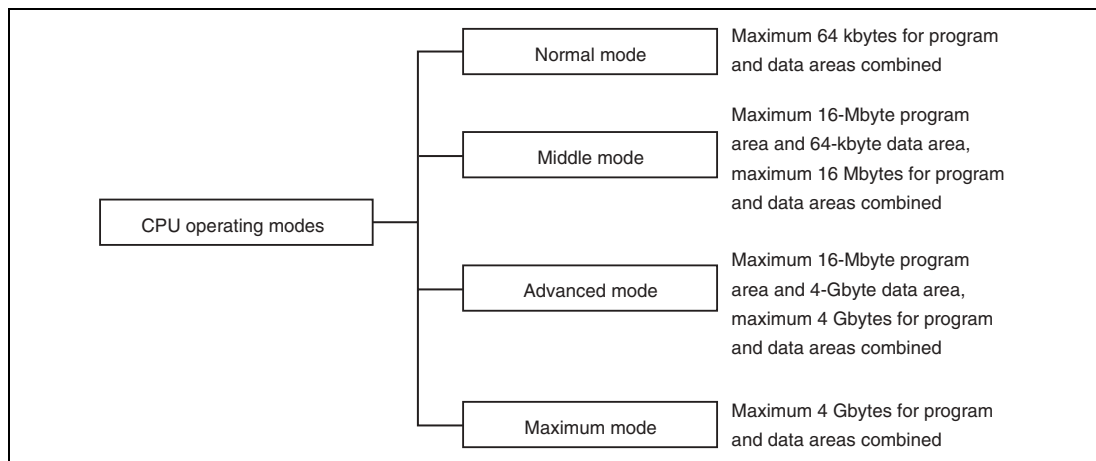 CPU operating modes
Normal mode
Maximum 64 kbytes for program
and data areas combined
Middle mode
Maximum 16-Mbyte program
area and 64-kbyte data area,
maximum 16 Mbytes for program
and data areas combined
Advanced mode
Maximum 16-Mbyte program
area and 4-Gbyte data area,
maximum 4 Gbytes for program
and data areas combined
Maximum mode
Maximum 4 Gbytes for program
and data areas combined